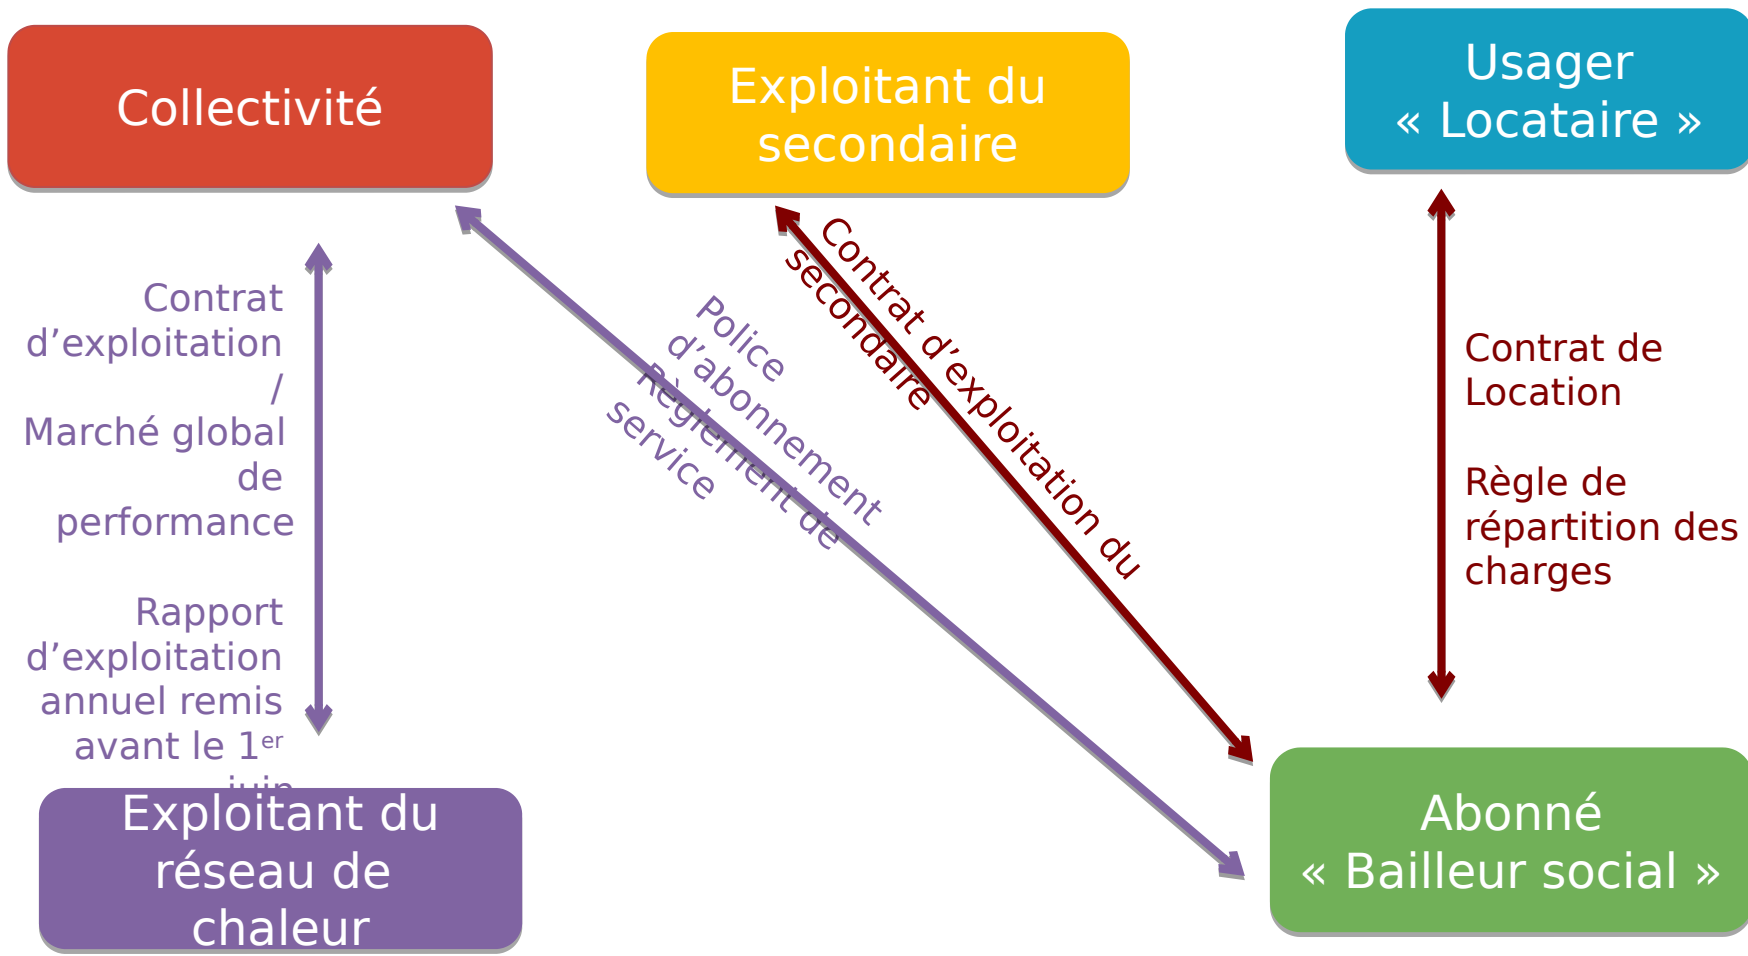 Collectivité
Exploitant du
secondaire
Usager
« Locataire »
Contrat
d’exploitation
/
Marché global
de
performance
Rapport
d’exploitation
annuel remis
avant le 1er
juin
Police
d’abonnement
Règlement de
service
Contrat d’exploitation du
secondaire
Contrat de
Location
Règle de
répartition des
charges
Exploitant du
réseau de
chaleur
Abonné
« Bailleur social »